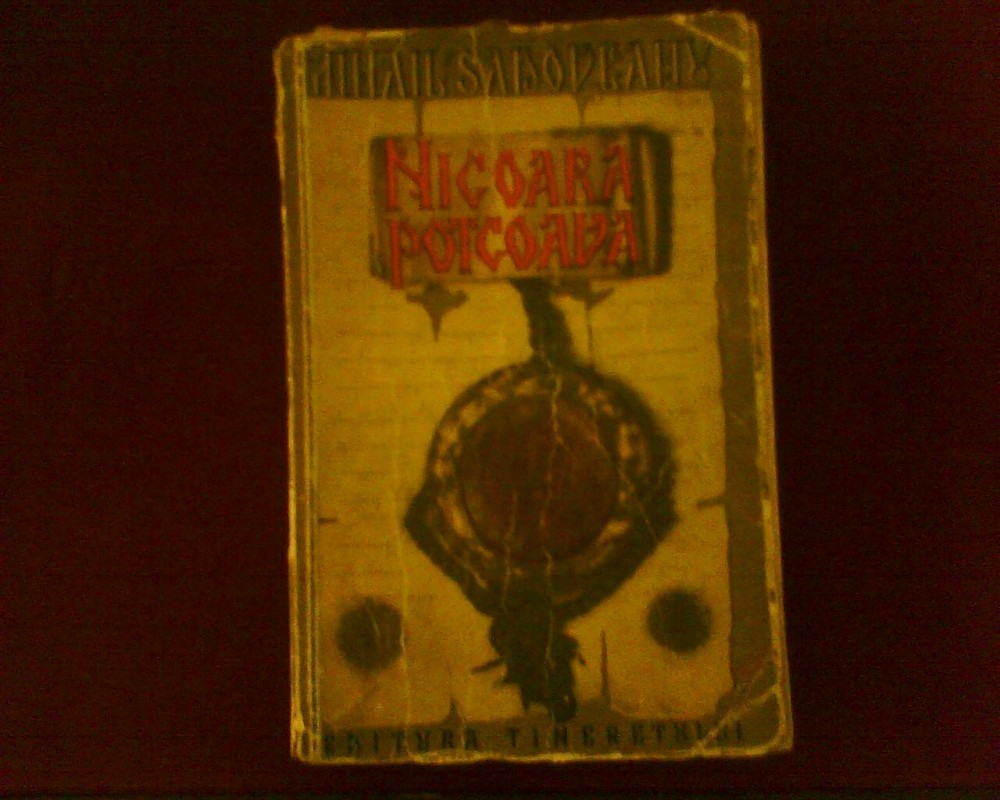 MIHAIL SADOVEANU
NICOARA
POTCOAVA
EDITURA TINERETULUI